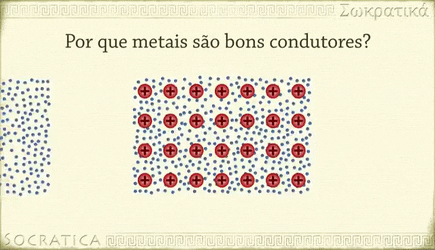 Σωκρατικά
Por que metais são bons condutores?
+ + + + + + +
+ + + + + + +
+ + + + + + +
+ + + + + + +
SOCRATICA